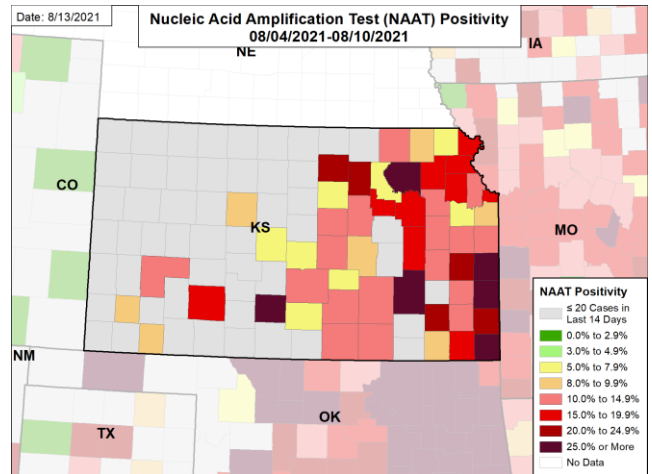 Date: 8/13/2021
Nucleic Acid Amplification Test (NAAT) Positivity
08/04/2021-08/10/2021
NE
IA
CO
KS
MO
NM
TX
OK
NAAT Positivity
≤ 20 Cases in
Last 14 Days
0.0% to 2.9%
3.0% to 4.9%
5.0% to 7.9%
8.0% to 9.9%
10.0% to 14.9%
15.0% to 19.9%
20.0% to 24.9%
25.0% or More
No Data